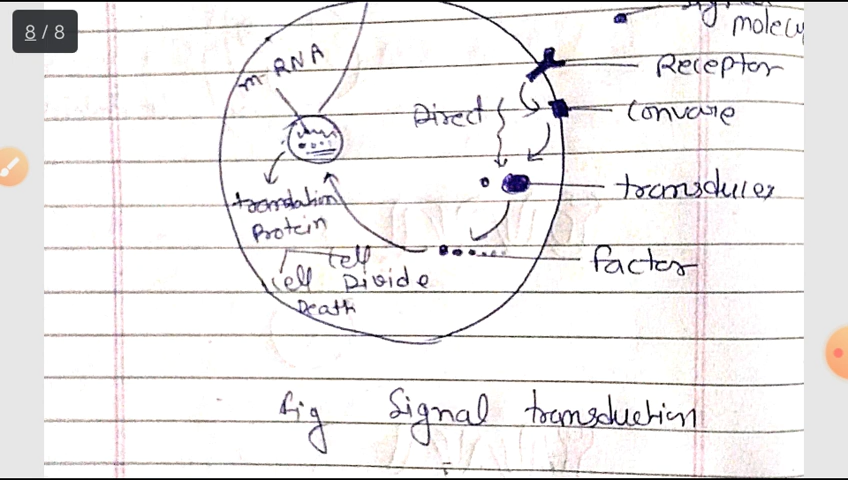 8 / 8
molecu
m-RNA
Receptor
Direct
Convare
transducer
translation
Protein
factor
Cell
Cell Divide
Death
fig Signal transduction